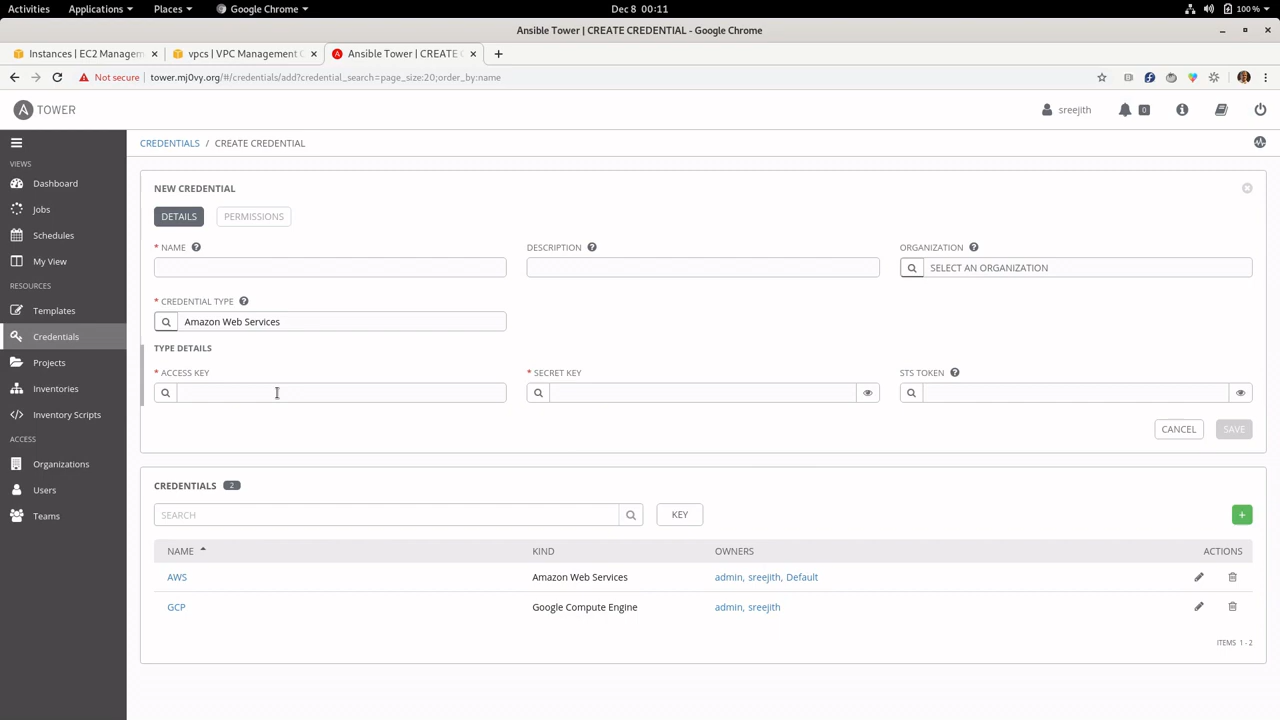 Activities Applications Places Google Chrome Dec 8 00:11 100 %
Ansible Tower | CREATE CREDENTIAL - Google Chrome
Instances | EC2 Managem vpcs | VPC Management C Ansible Tower | CREATE C
Not secure tower.mj0vy.org/#/credentials/add?credential_search=page_size:20;order_by:name
TOWER sreejith 0
CREDENTIALS / CREATE CREDENTIAL
VIEWS
Dashboard
Jobs
Schedules
My View
RESOURCES
Templates
Credentials
Projects
Inventories
Inventory Scripts
ACCESS
Organizations
Users
Teams
NEW CREDENTIAL
DETAILS PERMISSIONS
* NAME DESCRIPTION ORGANIZATION
SELECT AN ORGANIZATION
* CREDENTIAL TYPE
Amazon Web Services
TYPE DETAILS
* ACCESS KEY * SECRET KEY STS TOKEN
CANCEL SAVE
CREDENTIALS 2
SEARCH KEY +
NAME KIND OWNERS ACTIONS
AWS Amazon Web Services admin, sreejith, Default
GCP Google Compute Engine admin, sreejith
ITEMS 1 - 2